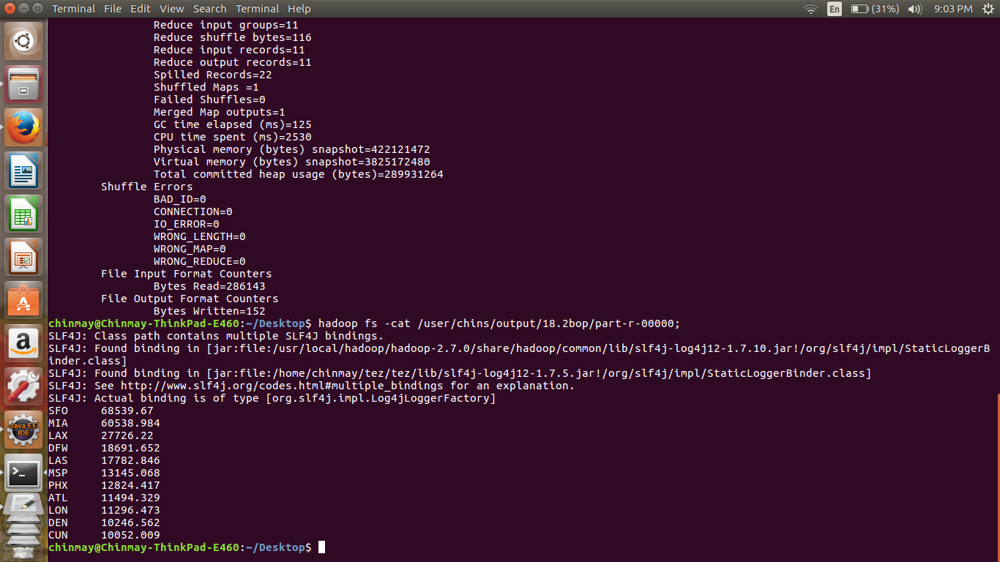 Terminal File Edit View Search Terminal Help En (31%) 9:03 PM
Reduce input groups=11
Reduce shuffle bytes=116
Reduce input records=11
Reduce output records=11
Spilled Records=22
Shuffled Maps =1
Failed Shuffles=0
Merged Map outputs=1
GC time elapsed (ms)=125
CPU time spent (ms)=2530
Physical memory (bytes) snapshot=422121472
Virtual memory (bytes) snapshot=3825172480
Total committed heap usage (bytes)=289931264
Shuffle Errors
BAD_ID=0
CONNECTION=0
IO_ERROR=0
WRONG_LENGTH=0
WRONG_MAP=0
WRONG_REDUCE=0
File Input Format Counters
Bytes Read=286143
File Output Format Counters
Bytes Written=152
chinmay@Chinmay-ThinkPad-E460:~/Desktop$ hadoop fs -cat /user/chins/output/18.2bop/part-r-00000;
SLF4J: Class path contains multiple SLF4J bindings.
SLF4J: Found binding in [jar:file:/usr/local/hadoop/hadoop-2.7.0/share/hadoop/common/lib/slf4j-log4j12-1.7.10.jar!/org/slf4j/impl/StaticLoggerB
inder.class]
SLF4J: Found binding in [jar:file:/home/chinmay/tez/tez/lib/slf4j-log4j12-1.7.5.jar!/org/slf4j/impl/StaticLoggerBinder.class]
SLF4J: See http://www.slf4j.org/codes.html#multiple_bindings for an explanation.
SLF4J: Actual binding is of type [org.slf4j.impl.Log4jLoggerFactory]
SFO 68539.67
MIA 60538.984
LAX 27726.22
DFW 18691.652
LAS 17782.846
MSP 13145.068
PHX 12824.417
ATL 11494.329
LON 11296.473
DEN 10246.562
CUN 10052.009
chinmay@Chinmay-ThinkPad-E460:~/Desktop$
A
a
Java EE
IDE
>_